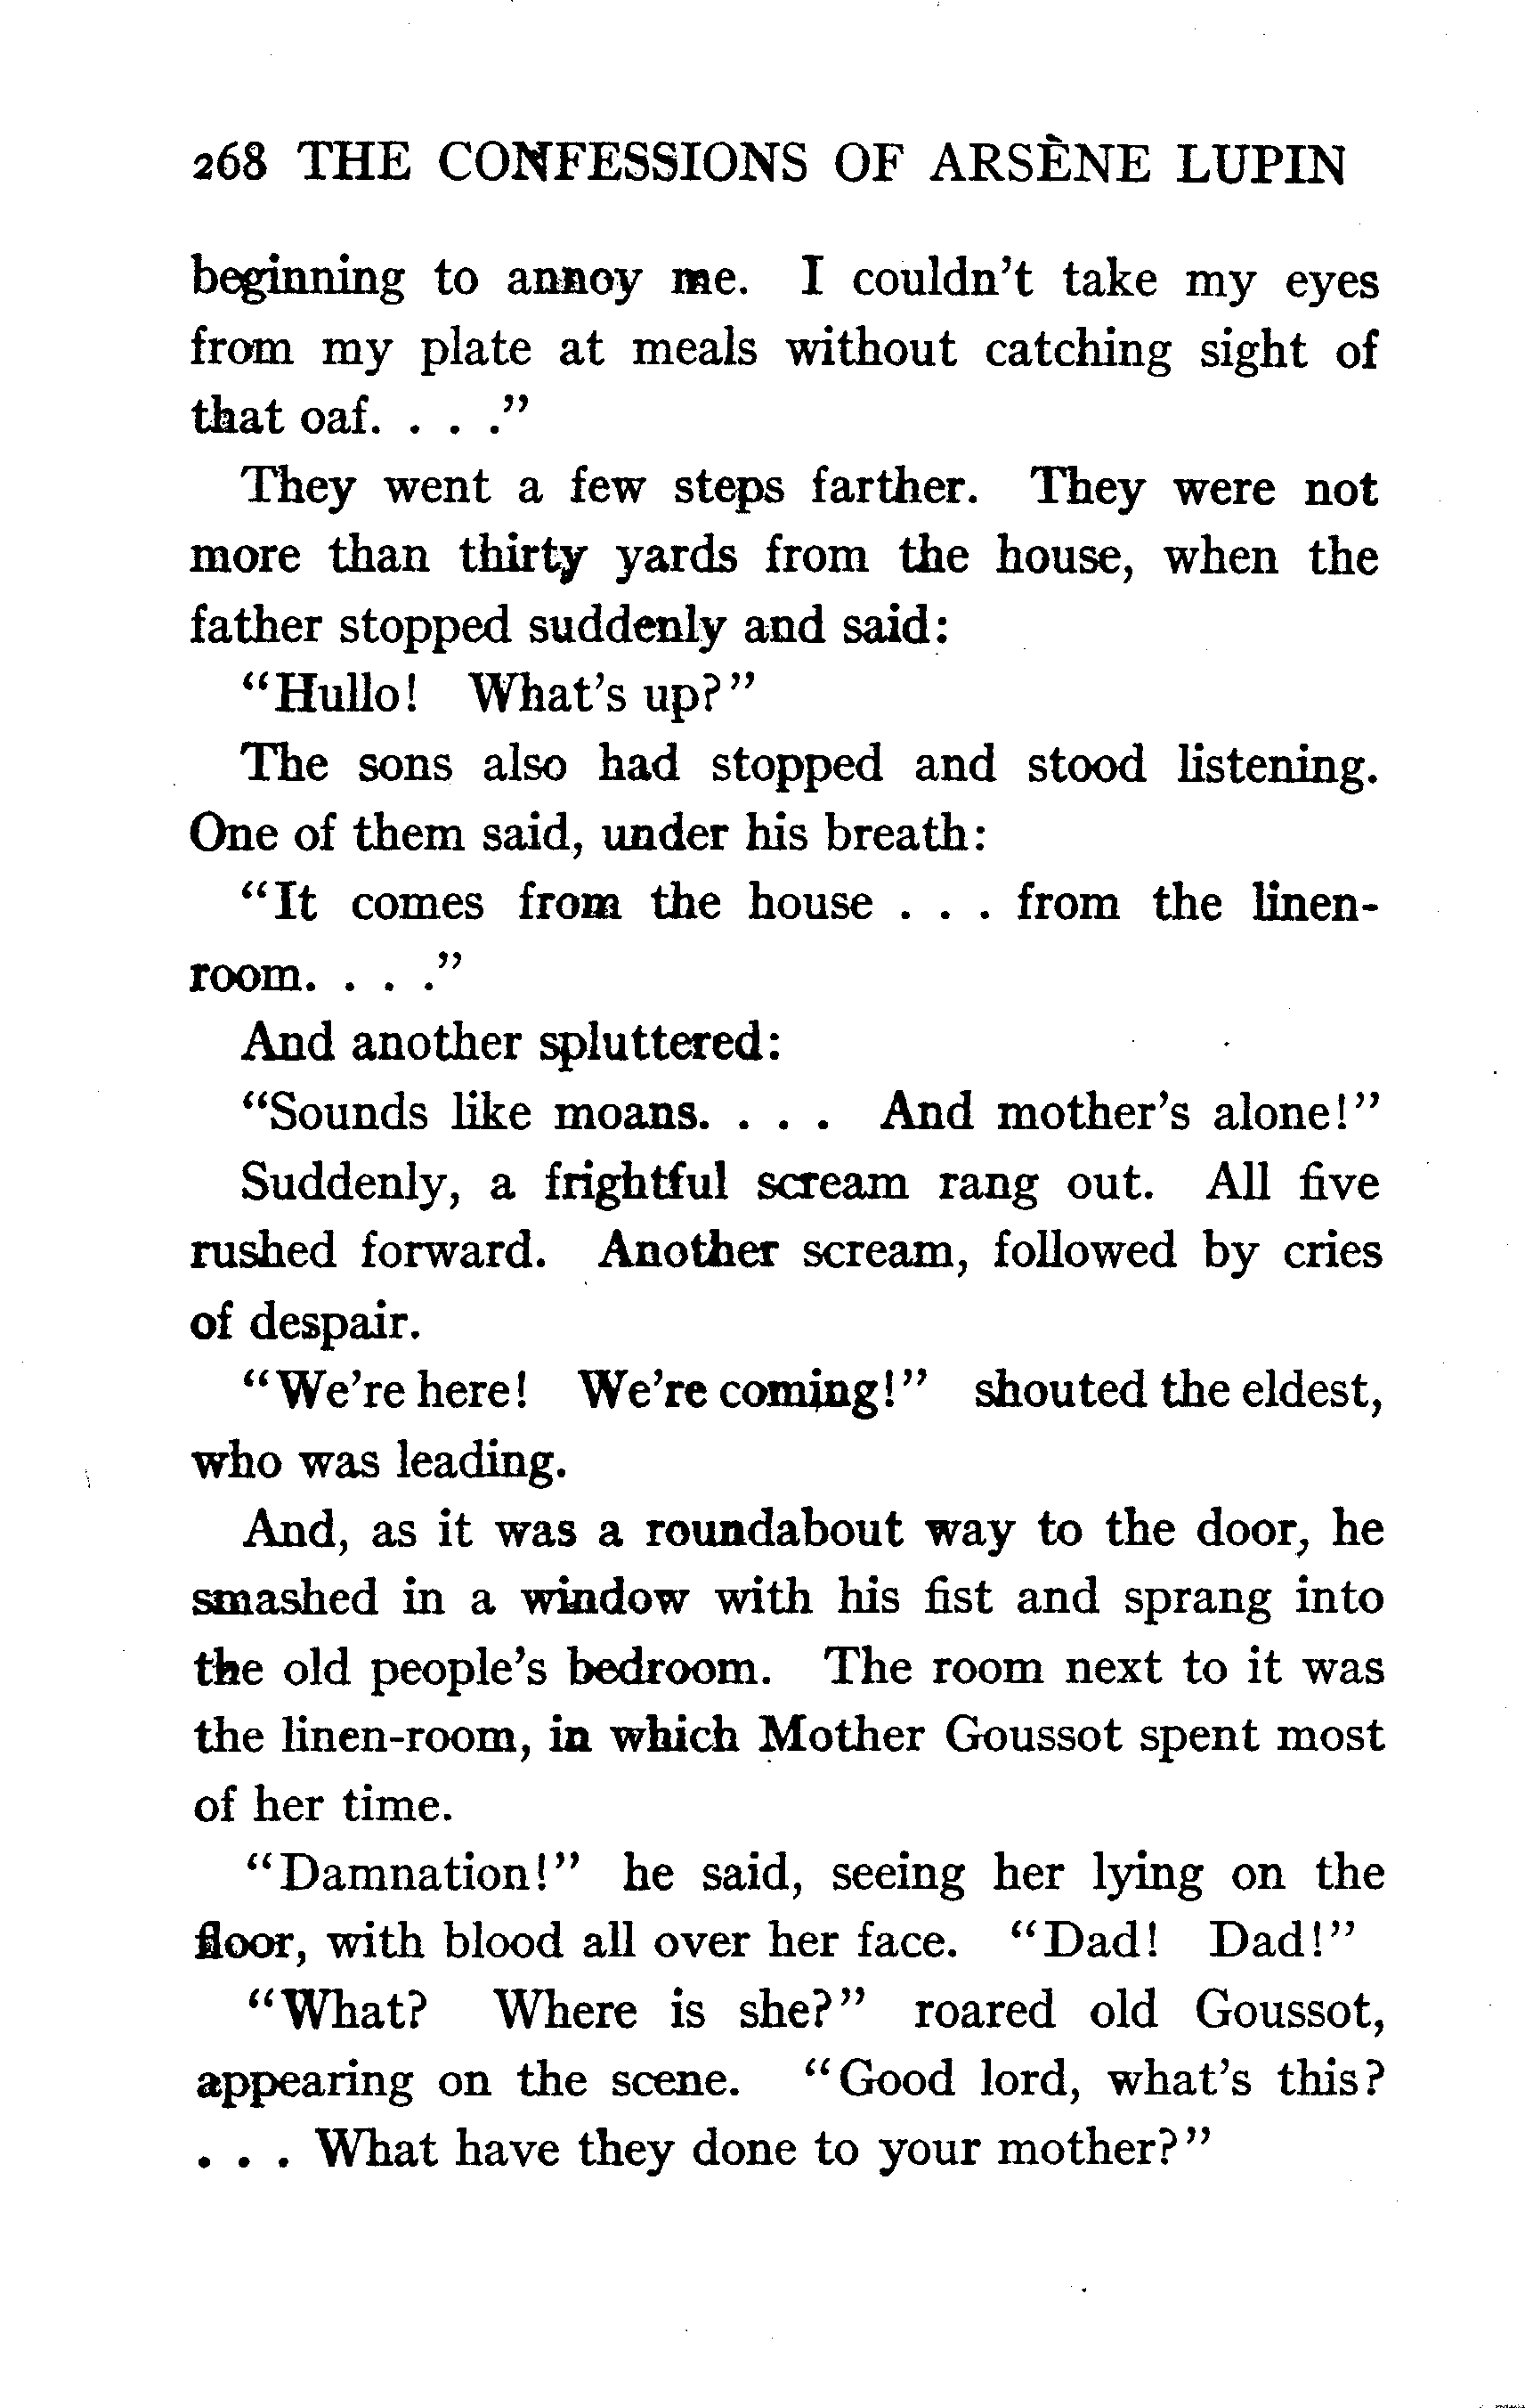 268 THE CONFESSIONS OF ARSÈNE LUPIN
beginning to annoy me. I couldn't take my eyes
from my plate at meals without catching sight of
that oaf. . . ."
They went a few steps farther. They were not
more than thirty yards from the house, when the
father stopped suddenly and said:
"Hullo! What's up?"
The sons also had stopped and stood listening.
One of them said, under his breath:
"It comes from the house . . . from the linen-
room. . . ."
And another spluttered:
"Sounds like moans. . . . And mother's alone!"
Suddenly, a frightful scream rang out. All five
rushed forward. Another scream, followed by cries
of despair.
"We're here! We're coming!" shouted the eldest,
who was leading.
And, as it was a roundabout way to the door, he
smashed in a window with his fist and sprang into
the old people's bedroom. The room next to it was
the linen-room, in which Mother Goussot spent most
of her time.
"Damnation!" he said, seeing her lying on the
floor, with blood all over her face. "Dad! Dad!"
"What? Where is she?" roared old Goussot,
appearing on the scene. "Good lord, what's this?
. . . What have they done to your mother?"